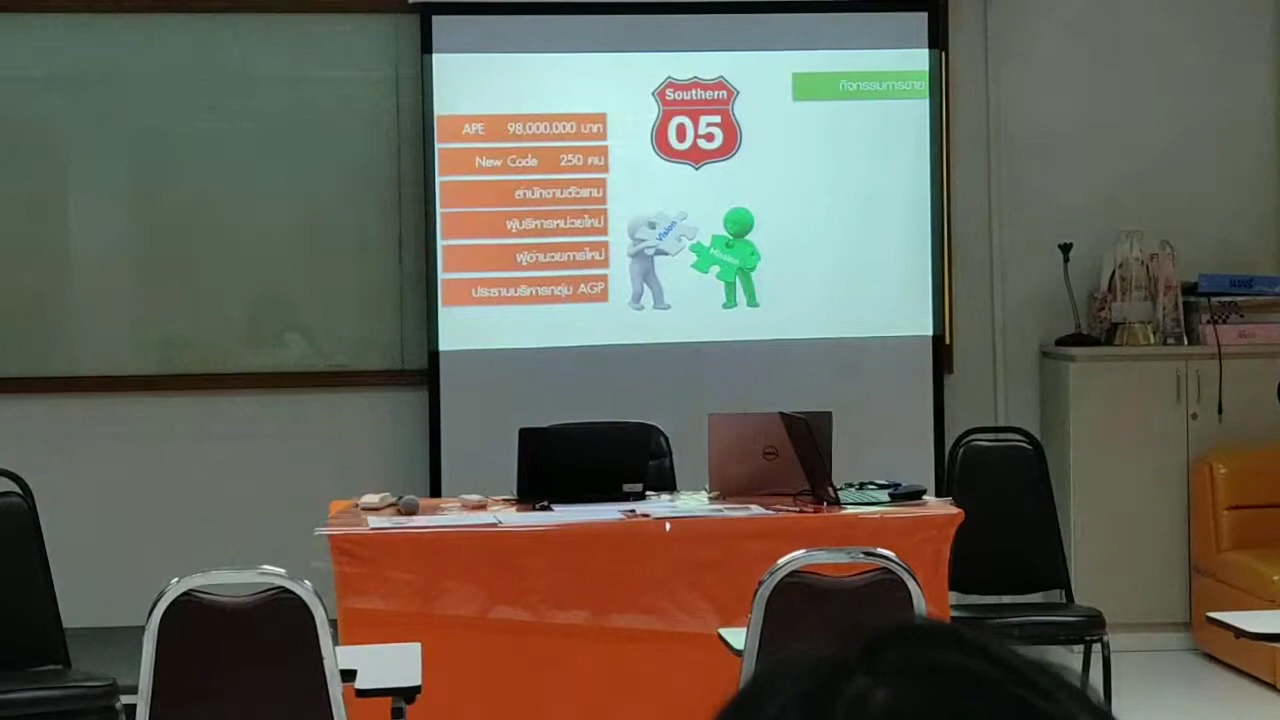 Southern
05
กิจกรรมการขาย
APE 98,000,000 บาท
New Code 250 คน
สำนักงานตัวแทน
ผู้บริหารหน่วยใหม่
ผู้อำนวยการใหม่
ประธานบริหารกลุ่ม AGP
Vision
Mission
DELL